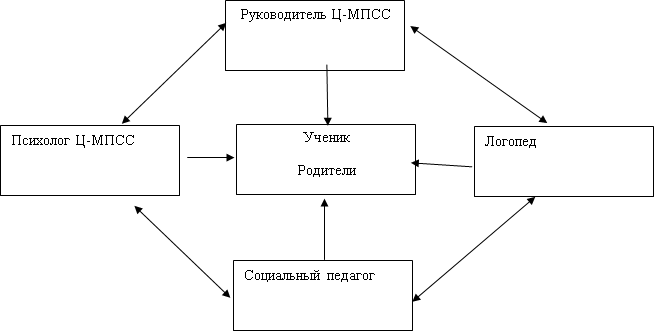 Руководитель Ц-МПСС
Психолог Ц-МПСС
Ученик
Родители
Логопед
Социальный педагог